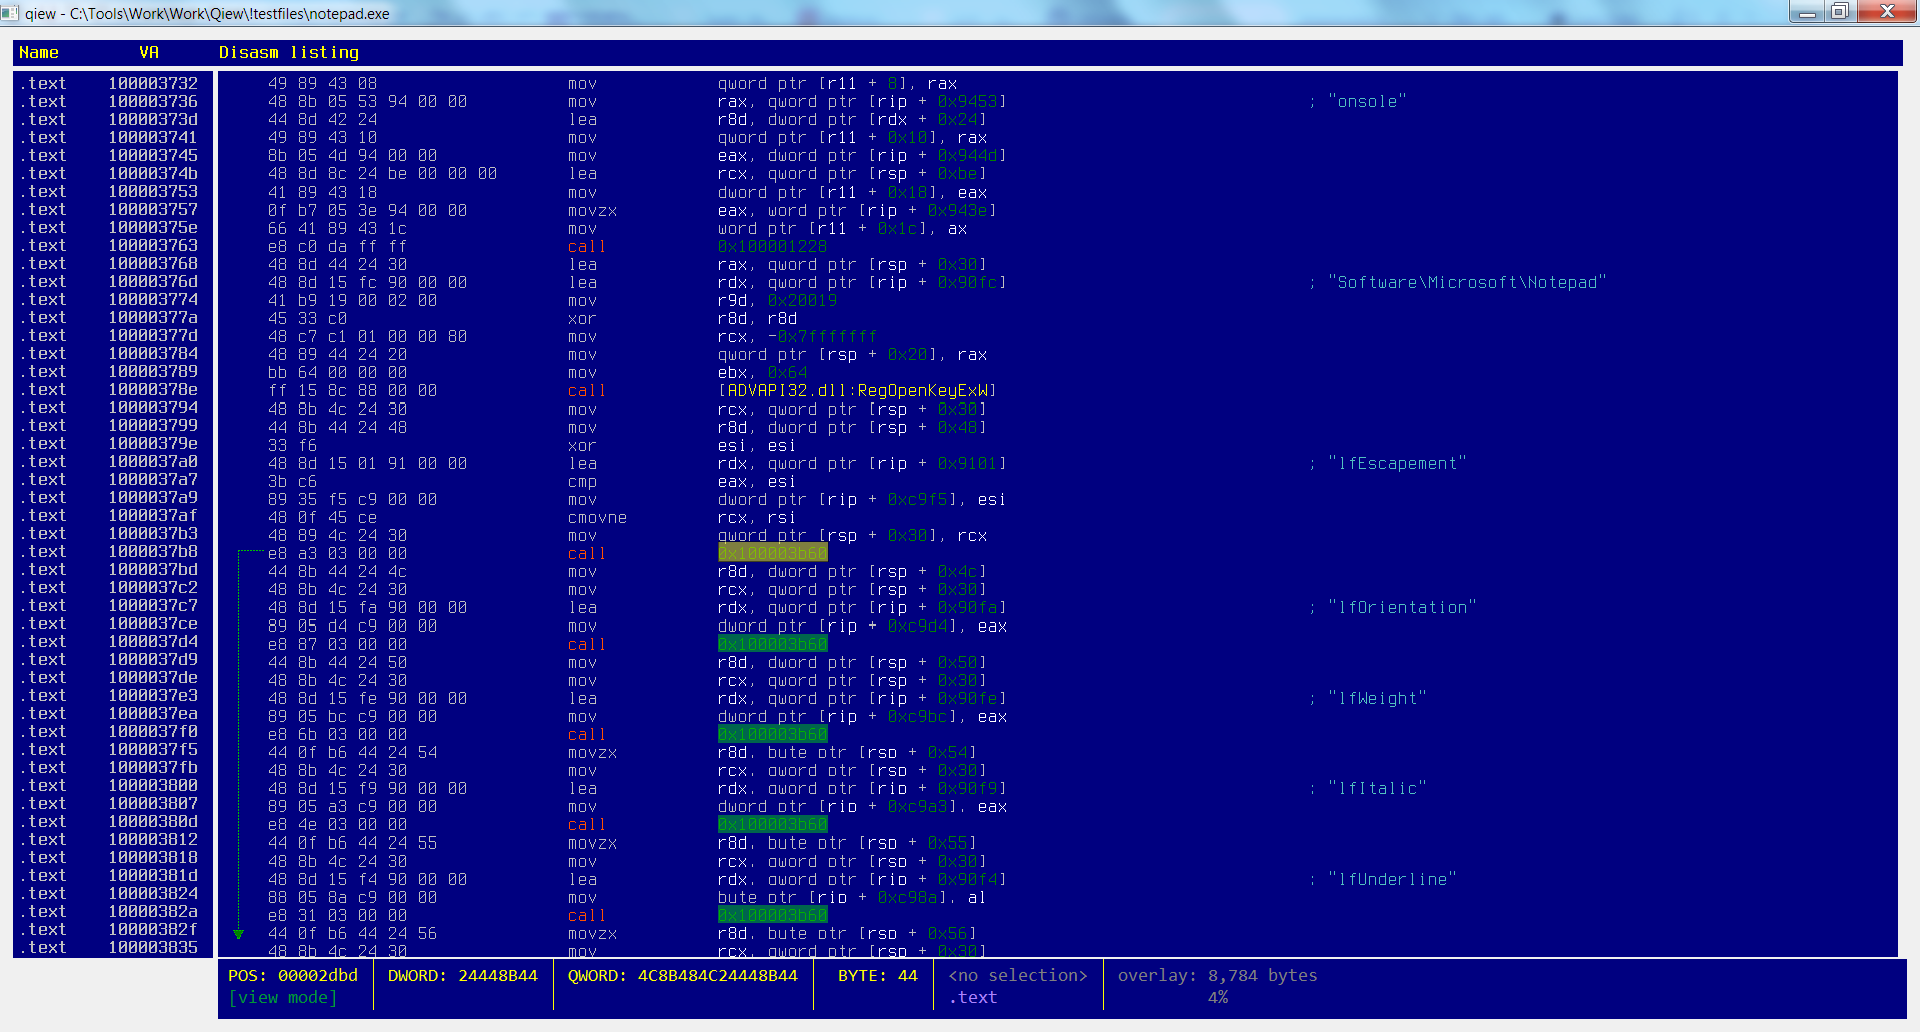 qiew - C:\Tools\Work\Work\Qiew\!testfiles\notepad.exe
Name VA Disasm listing
.text 100003732 49 89 43 08 mov qword ptr [r11 + 8], rax
.text 100003736 48 8b 05 53 94 00 00 mov rax, qword ptr [rip + 0x9453] ; "onsole"
.text 10000373d 44 8d 42 24 lea r8d, dword ptr [rdx + 0x24]
.text 100003741 49 89 43 10 mov qword ptr [r11 + 0x10], rax
.text 100003745 8b 05 4d 94 00 00 mov eax, dword ptr [rip + 0x944d]
.text 10000374b 48 8d 8c 24 be 00 00 00 lea rcx, qword ptr [rsp + 0xbe]
.text 100003753 41 89 43 18 mov dword ptr [r11 + 0x18], eax
.text 100003757 0f b7 05 3e 94 00 00 movzx eax, word ptr [rip + 0x943e]
.text 10000375e 66 41 89 43 1c mov word ptr [r11 + 0x1c], ax
.text 100003763 e8 c0 da ff ff call 0x100001228
.text 100003768 48 8d 44 24 30 lea rax, qword ptr [rsp + 0x30]
.text 10000376d 48 8d 15 fc 90 00 00 lea rdx, qword ptr [rip + 0x90fc] ; "Software\Microsoft\Notepad"
.text 100003774 41 b9 19 00 02 00 mov r9d, 0x20019
.text 10000377a 45 33 c0 xor r8d, r8d
.text 10000377d 48 c7 c1 01 00 00 80 mov rcx, -0x7fffffff
.text 100003784 48 89 44 24 20 mov qword ptr [rsp + 0x20], rax
.text 100003789 bb 64 00 00 00 mov ebx, 0x64
.text 10000378e ff 15 8c 88 00 00 call [ADVAPI32.dll:RegOpenKeyExW]
.text 100003794 48 8b 4c 24 30 mov rcx, qword ptr [rsp + 0x30]
.text 100003799 44 8b 44 24 48 mov r8d, dword ptr [rsp + 0x48]
.text 10000379e 33 f6 xor esi, esi
.text 1000037a0 48 8d 15 01 91 00 00 lea rdx, qword ptr [rip + 0x9101] ; "lfEscapement"
.text 1000037a7 3b c6 cmp eax, esi
.text 1000037a9 89 35 f5 c9 00 00 mov dword ptr [rip + 0xc9f5], esi
.text 1000037af 48 0f 45 ce cmovne rcx, rsi
.text 1000037b3 48 89 4c 24 30 mov qword ptr [rsp + 0x30], rcx
.text 1000037b8 e8 a3 03 00 00 call 0x100003b60
.text 1000037bd 44 8b 44 24 4c mov r8d, dword ptr [rsp + 0x4c]
.text 1000037c2 48 8b 4c 24 30 mov rcx, qword ptr [rsp + 0x30]
.text 1000037c7 48 8d 15 fa 90 00 00 lea rdx, qword ptr [rip + 0x90fa] ; "lfOrientation"
.text 1000037ce 89 05 d4 c9 00 00 mov dword ptr [rip + 0xc9d4], eax
.text 1000037d4 e8 87 03 00 00 call 0x100003b60
.text 1000037d9 44 8b 44 24 50 mov r8d, dword ptr [rsp + 0x50]
.text 1000037de 48 8b 4c 24 30 mov rcx, qword ptr [rsp + 0x30]
.text 1000037e3 48 8d 15 fe 90 00 00 lea rdx, qword ptr [rip + 0x90fe] ; "lfWeight"
.text 1000037ea 89 05 bc c9 00 00 mov dword ptr [rip + 0xc9bc], eax
.text 1000037f0 e8 6b 03 00 00 call 0x100003b60
.text 1000037f5 44 0f b6 44 24 54 movzx r8d, byte ptr [rsp + 0x54]
.text 1000037fb 48 8b 4c 24 30 mov rcx, qword ptr [rsp + 0x30]
.text 100003800 48 8d 15 f9 90 00 00 lea rdx, qword ptr [rip + 0x90f9] ; "lfItalic"
.text 100003807 89 05 a3 c9 00 00 mov dword ptr [rip + 0xc9a3], eax
.text 10000380d e8 4e 03 00 00 call 0x100003b60
.text 100003812 44 0f b6 44 24 55 movzx r8d, byte ptr [rsp + 0x55]
.text 100003818 48 8b 4c 24 30 mov rcx, qword ptr [rsp + 0x30]
.text 10000381d 48 8d 15 f4 90 00 00 lea rdx, qword ptr [rip + 0x90f4] ; "lfUnderline"
.text 100003824 88 05 8a c9 00 00 mov byte ptr [rip + 0xc98a], al
.text 10000382a e8 31 03 00 00 call 0x100003b60
.text 10000382f 44 0f b6 44 24 56 movzx r8d, byte ptr [rsp + 0x56]
.text 100003835 48 8b 4c 24 30 mov rcx, qword ptr [rsp + 0x30]
POS: 00002dbd DWORD: 24448B44 QWORD: 4C8B484C24448B44 BYTE: 44 <no selection> overlay: 8,784 bytes
[view mode] .text 4%